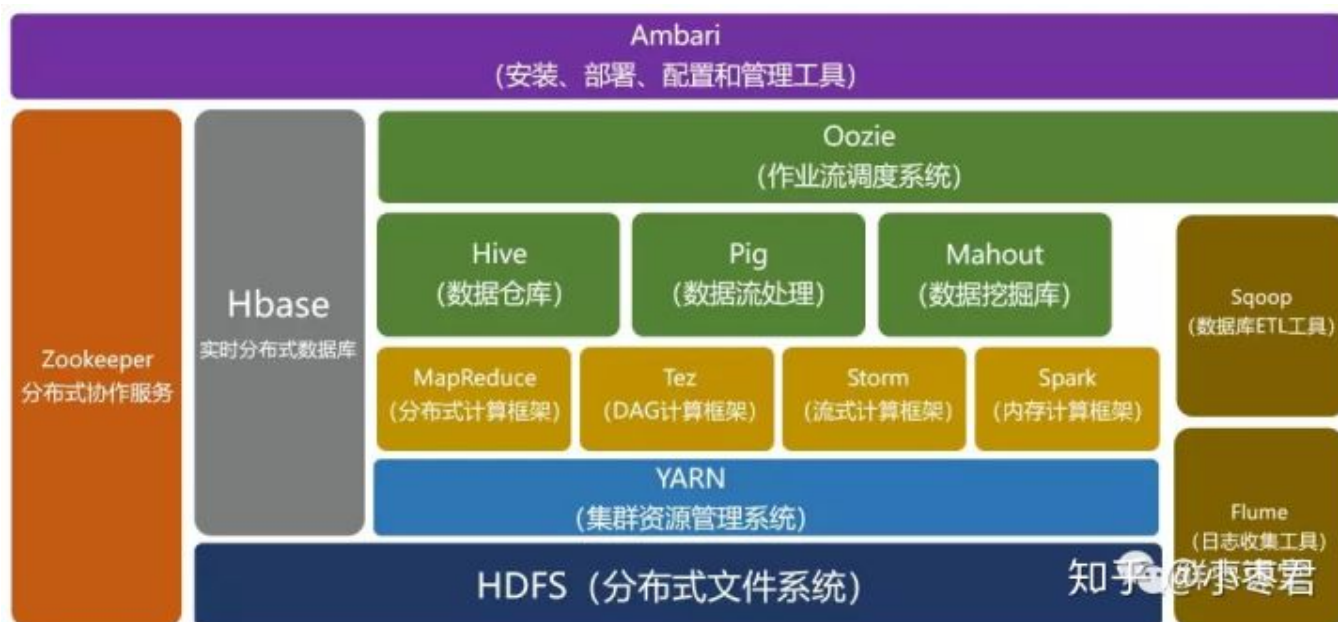 Ambari
（安装、部署、配置和管理工具）
Zookeeper
分布式协作服务
Hbase
实时分布式数据库
Oozie
（作业流调度系统）
Hive
（数据仓库）
Pig
（数据流处理）
Mahout
（数据挖掘库）
Sqoop
（数据库ETL工具）
MapReduce
（分布式计算框架）
Tez
（DAG计算框架）
Storm
（流式计算框架）
Spark
（内存计算框架）
YARN
（集群资源管理系统）
Flume
（日志收集工具）
HDFS（分布式文件系统）
知乎 @小枣君